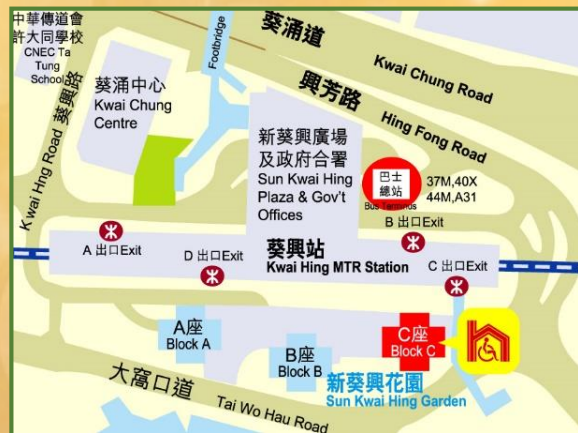 中華傳道會
許大同學校
CNEC Ta
Tung
School
葵興路
Kwai Hng Road
葵涌中心
Kwai Chung
Centre
Footbridge
葵涌道
Kwai Chung Road
興芳路
Hing Fong Road
新葵興廣場
及政府合署
Sun Kwai Hing
Plaza & Gov't
Offices
巴士
總站
Bus Terminos
37M,40X
44M,A31
A 出口Exit
D 出口Exit
葵興站
Kwai Hing MTR Station
B 出口Exit
C 出口Exit
A座
Block A
B座
Block B
C座
Block C
新葵興花園
Sun Kwai Hing Garden
大窩口道
Tai Wo Hau Road